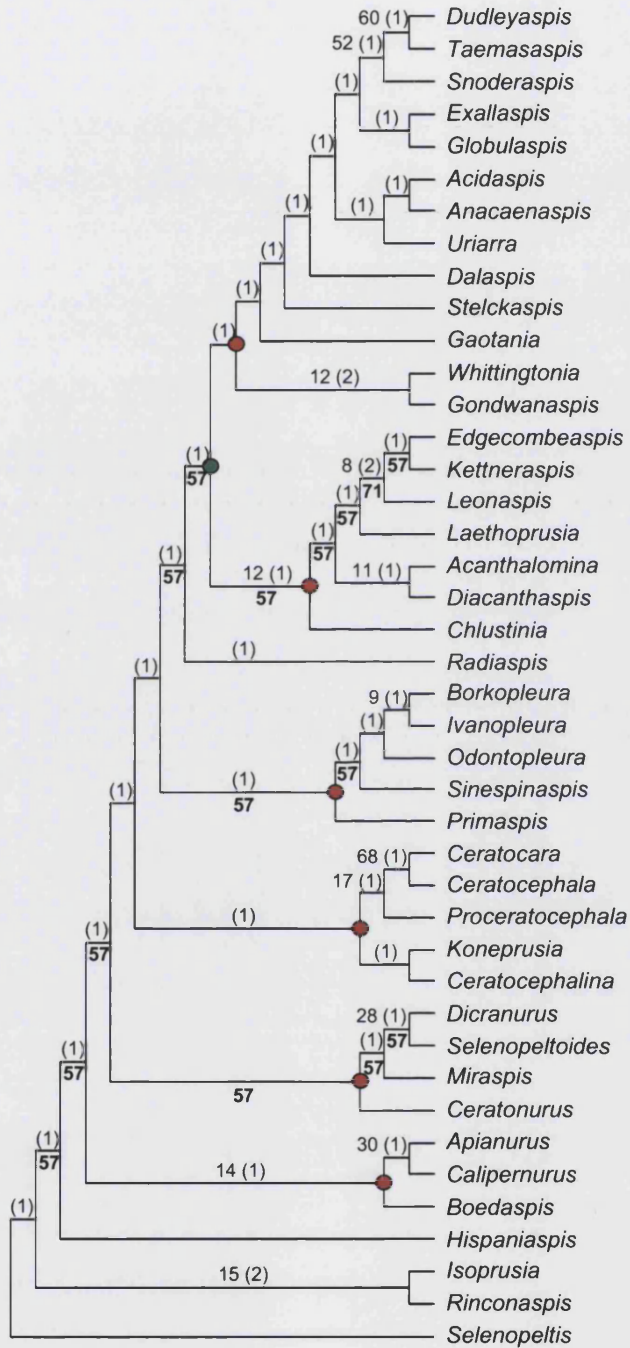 60 (1)
Dudleyaspis
52 (1)
Taemasaspis
(1)
Snoderaspis
(1)
Exallaspis
Globulaspis
(1)
(1)
Acidaspis
(1)
Anacaenaspis
(1)
Uriarra
(1)
Dalaspis
(1)
Stelckaspis
(1)
Gaotania
12 (2)
Whittingtonia
Gondwanaspis
(1)
Edgecombeaspis
(1)
57
8 (2)
57
Kettneraspis
(1)
71
Leonaspis
57
(1)
Laethoprusia
57
(1)
57
11 (1)
Acanthalomina
12 (1)
57
Diacanthaspis
Chlustinia
(1)
(1)
Radiaspis
9 (1)
Borkopleura
(1)
Ivanopleura
(1)
57
Odontopleura
(1)
57
Sinespinaspis
(1)
Primaspis
68 (1)
Ceratocara
17 (1)
Ceratocephala
(1)
Proceratocephala
(1)
57
(1)
Koneprusia
Ceratocephalina
28 (1)
Dicranurus
(1)
57
(1)
57
Selenopeltoides
57
57
Miraspis
Ceratonurus
(1)
57
30 (1)
Apianurus
14 (1)
Calipernurus
(1)
Boedaspis
Hispaniaspis
15 (2)
Isoprusia
Rinconaspis
Selenopeltis